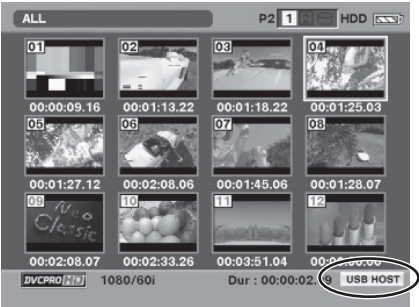 ALL P2 1 2 HDD
01 02 03 04
00:00:09.16 00:01:13.22 00:01:18.22 00:01:25.03
05 06 07 08
00:01:27.12 00:02:08.06 00:01:45.06 00:01:28.07
09 10 11 12
Neo
Classic
00:02:08.07 00:02:33.26 00:03:51.04
DVCPRO HD 1080/60i Dur : 00:00:02. USB HOST